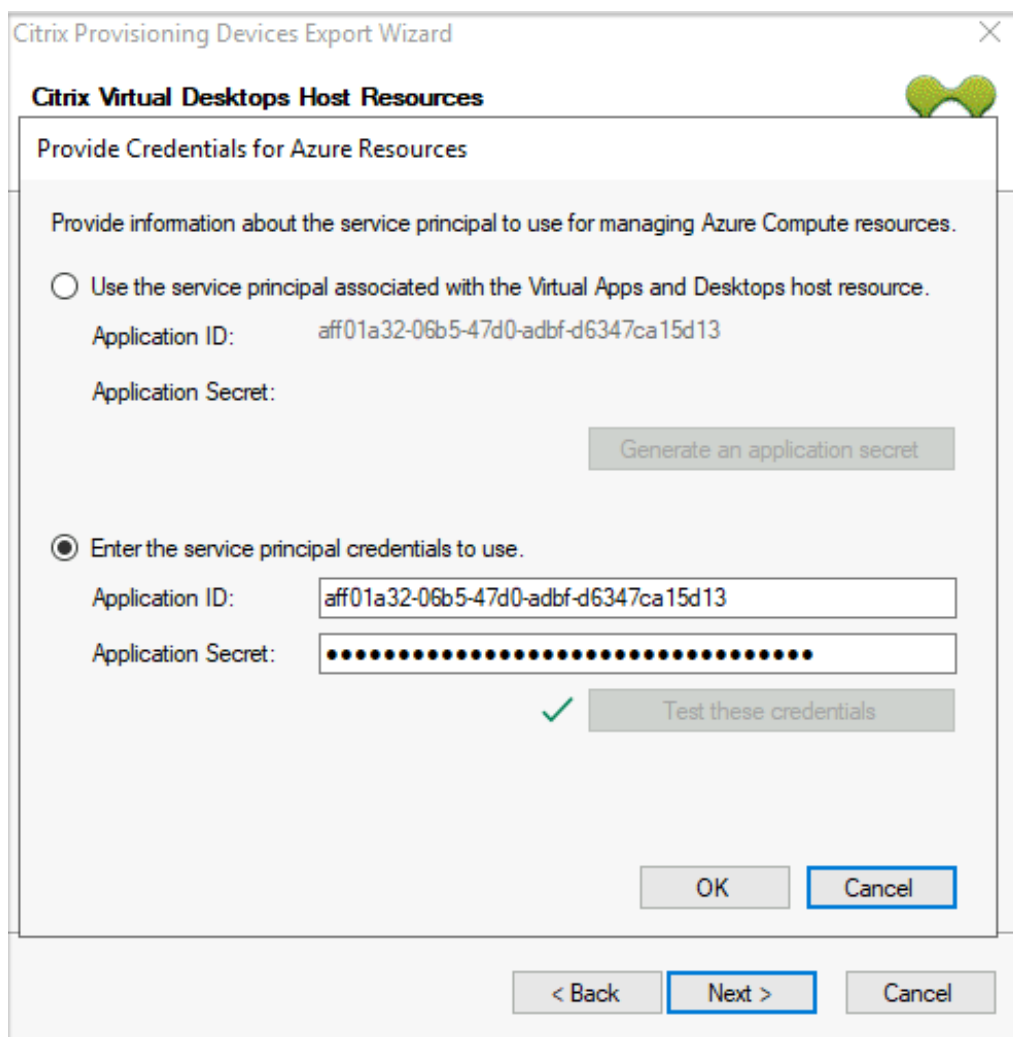 Citrix Provisioning Devices Export Wizard
Citrix Virtual Desktops Host Resources
Provide Credentials for Azure Resources
Provide information about the service principal to use for managing Azure Compute resources.
Use the service principal associated with the Virtual Apps and Desktops host resource.
Application ID: aff01a32-06b5-47d0-adbf-d6347ca15d13
Application Secret:
Generate an application secret
Enter the service principal credentials to use.
Application ID: aff01a32-06b5-47d0-adbf-d6347ca15d13
Application Secret: ●●●●●●●●●●●●●●●●●●●●●●●●●●●●●●●●●●
Test these credentials
OK Cancel
< Back Next > Cancel